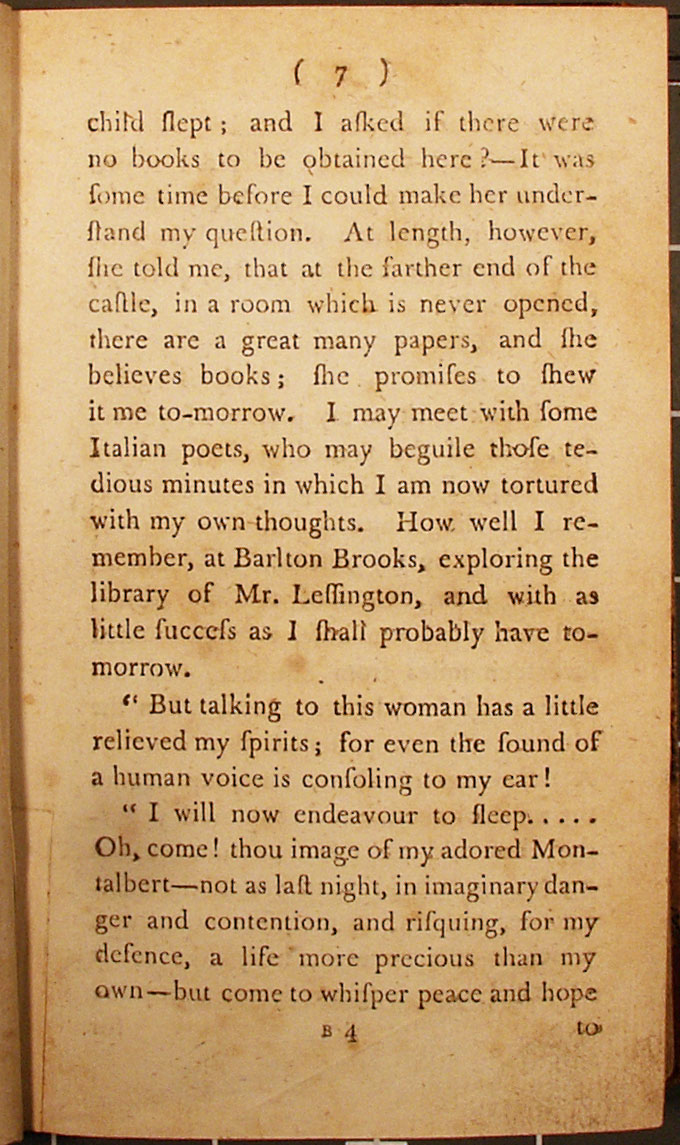 ( 7 )
child ſlept ; and I aſked if there were
no books to be obtained here ?—It was
ſome time before I could make her under-
ſtand my queſtion. At length, however,
ſhe told me, that at the farther end of the
caſtle, in a room which is never opened,
there are a great many papers, and ſhe
believes books ; ſhe promiſes to ſhew
it me to-morrow. I may meet with ſome
Italian poets, who may beguile thoſe te-
dious minutes in which I am now tortured
with my own thoughts. How well I re-
member, at Barlton Brooks, exploring the
library of Mr. Leſſington, and with as
little ſucceſs as I ſhall probably have to-
morrow.
“ But talking to this woman has a little
relieved my ſpirits ; for even the ſound of
a human voice is conſoling to my ear !
“ I will now endeavour to ſleep. . . . .
Oh, come ! thou image of my adored Mon-
talbert—not as laſt night, in imaginary dan-
ger and contention, and riſquing, for my
defence, a life more precious than my
own—but come to whiſper peace and hope
B 4 to